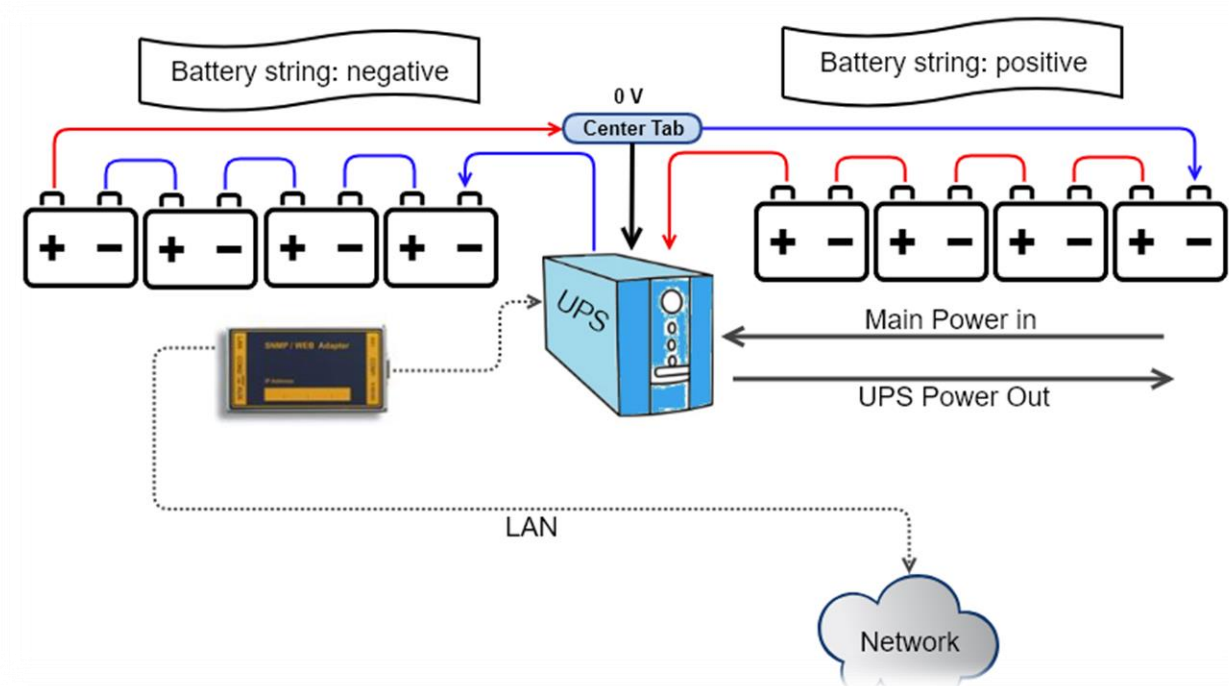 Battery string: negative
Battery string: positive
0 V
Center Tab
+ − + − + − + −
+ − + − + − + −
UPS
SNMP / WEB Adapter
Main Power in
UPS Power Out
LAN
Network